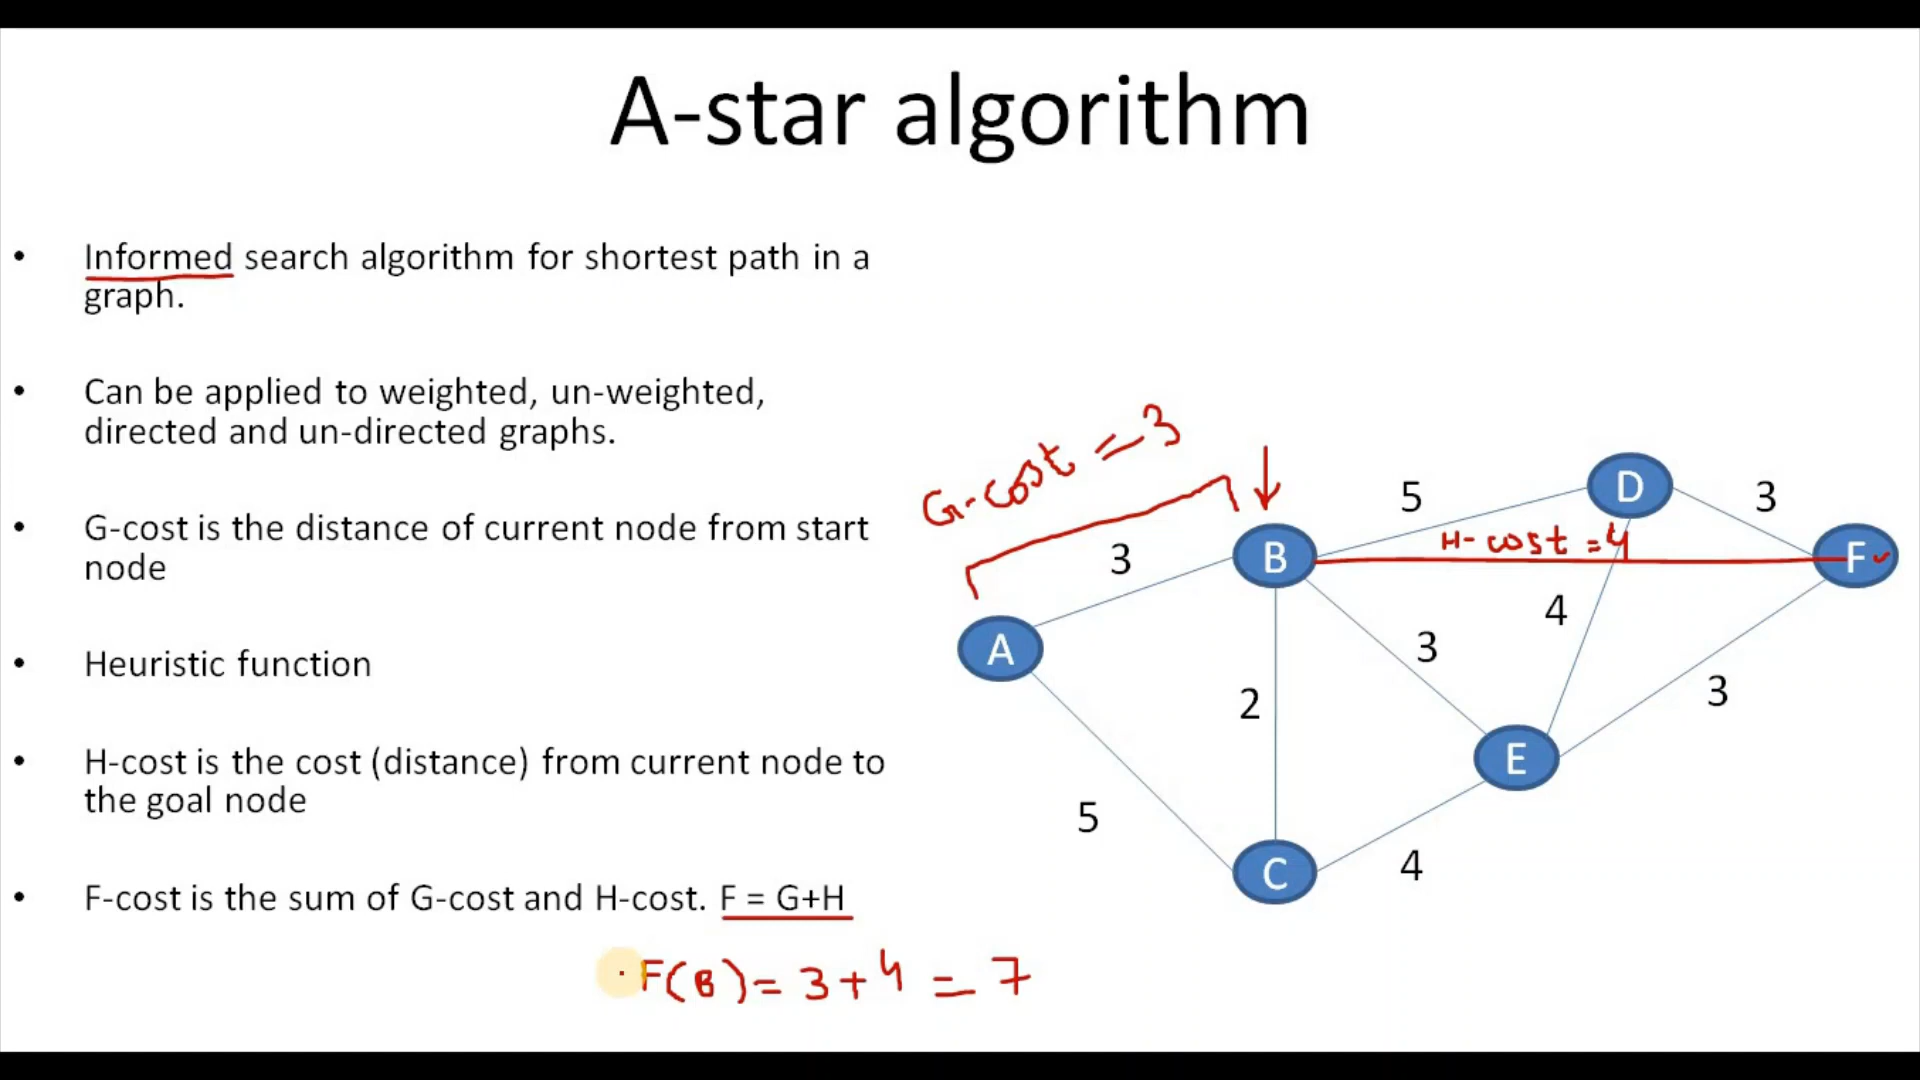 A-star algorithm
• Informed search algorithm for shortest path in a
graph.
• Can be applied to weighted, un-weighted,
directed and un-directed graphs.
• G-cost is the distance of current node from start
node
• Heuristic function
• H-cost is the cost (distance) from current node to
the goal node
• F-cost is the sum of G-cost and H-cost. F = G+H
F(B) = 3+4 = 7
G-cost = 3
D
5
3
H-cost = 4
3
B
F
4
A
3
3
2
E
5
4
C